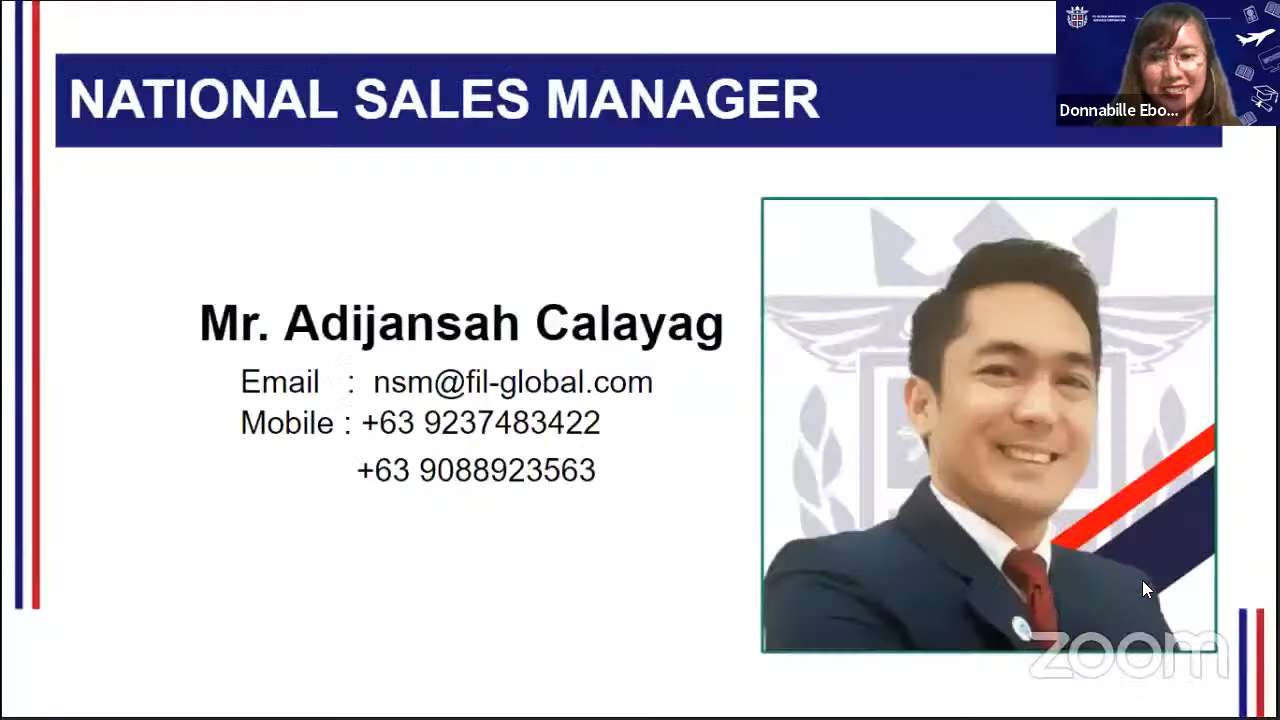 NATIONAL SALES MANAGER
Donnabille Ebo...
Mr. Adijansah Calayag
Email : nsm@fil-global.com
Mobile : +63 9237483422
+63 9088923563
zoom